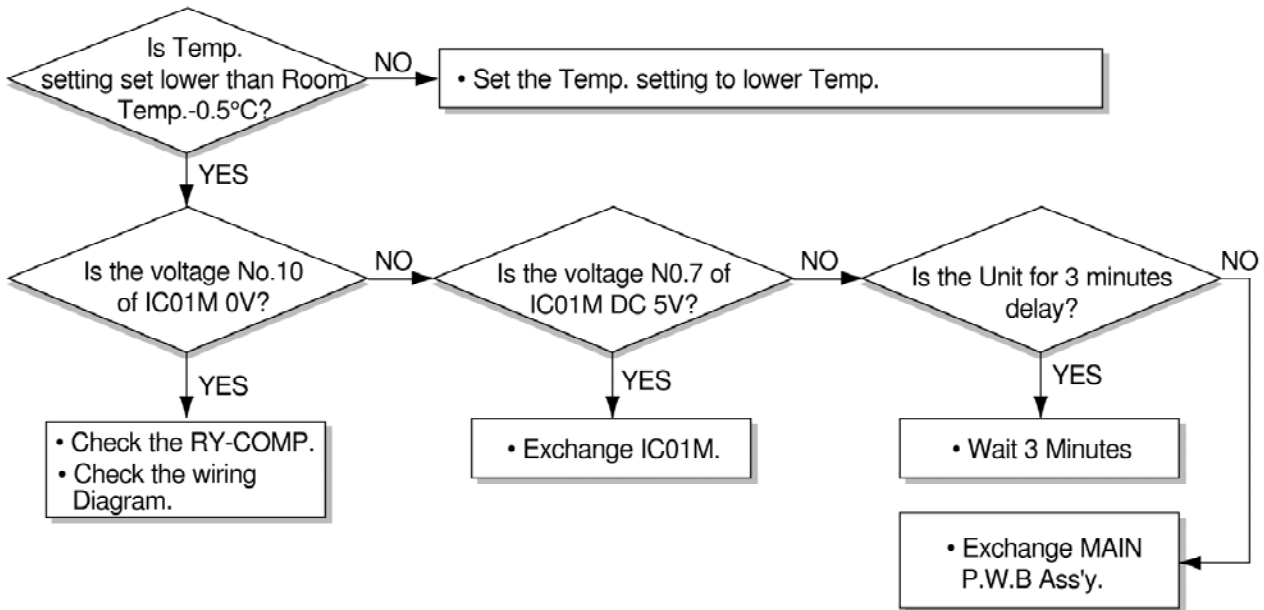 Is Temp.
setting set lower than Room
Temp.-0.5°C?
NO
• Set the Temp. setting to lower Temp.
YES
Is the voltage No.10
of IC01M 0V?
NO
Is the voltage N0.7 of
IC01M DC 5V?
NO
Is the Unit for 3 minutes
delay?
NO
YES
YES
YES
• Check the RY-COMP.
• Check the wiring
Diagram.
• Exchange IC01M.
• Wait 3 Minutes
• Exchange MAIN
P.W.B Ass'y.